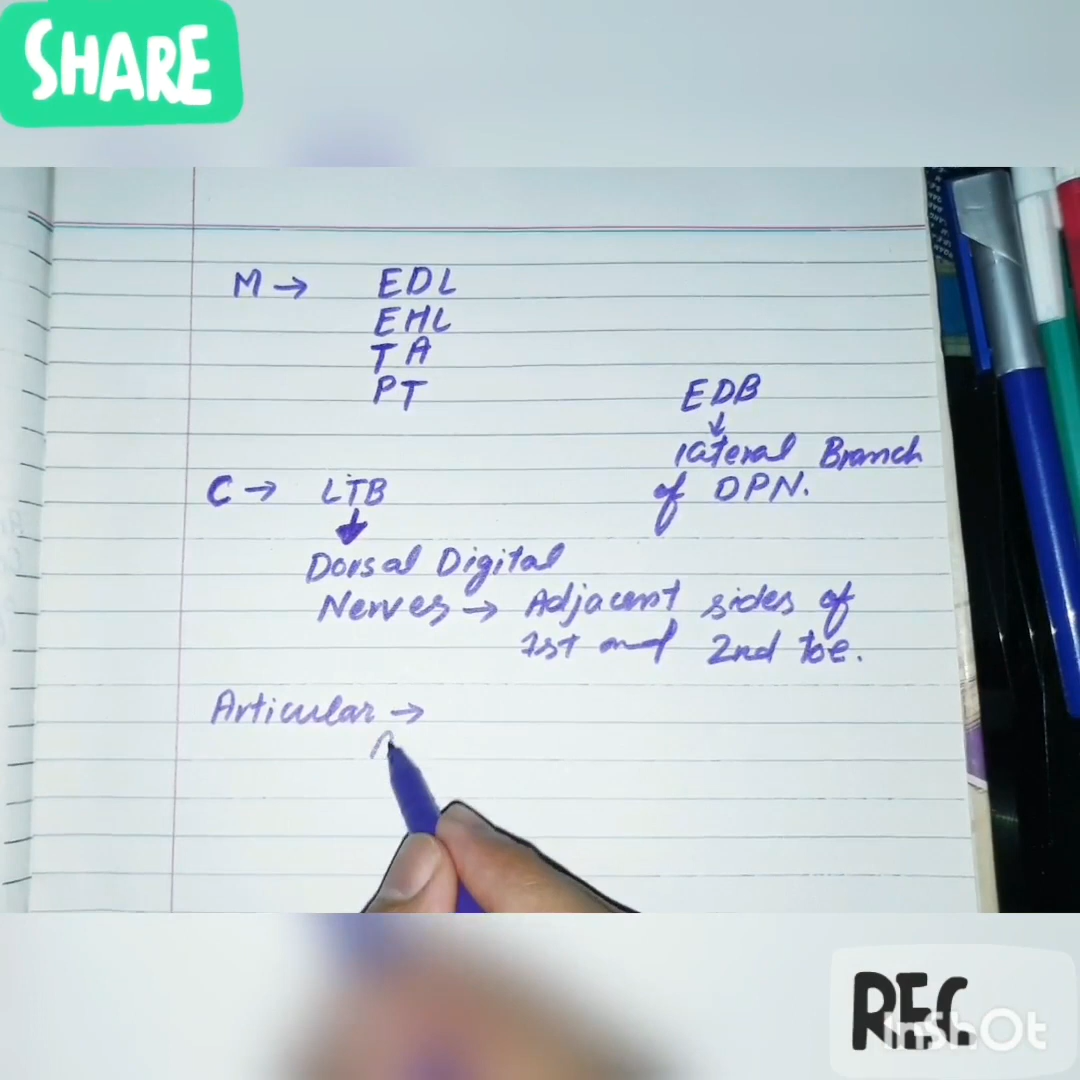 SHARE
M → EDL
EHL
TA
PT
EDB
↓
lateral Branch
of DPN.
C → LTB
↓
Dorsal Digital
Nerves → Adjacent sides of
1st and 2nd toe.
Articular →
REC
InShOt